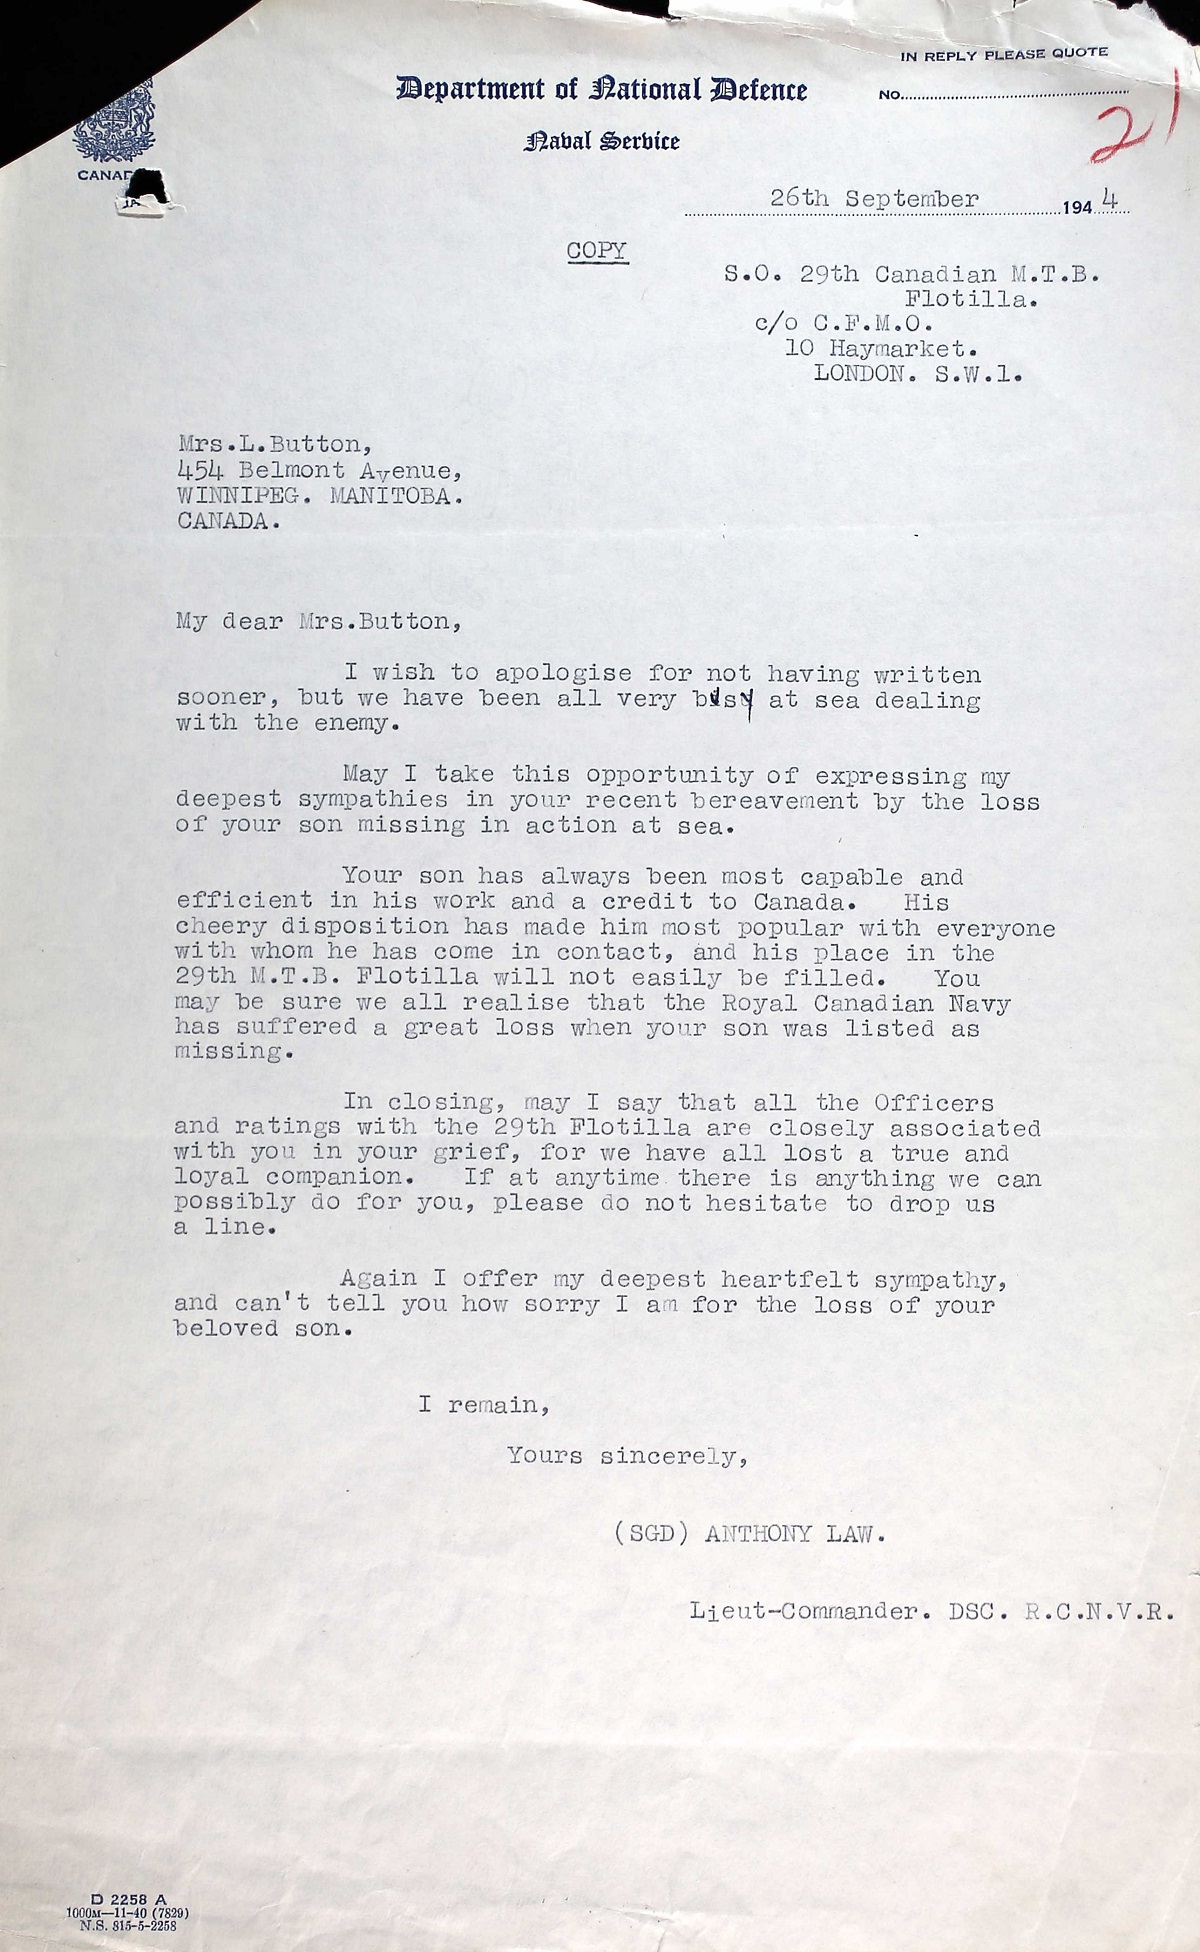 IN REPLY PLEASE QUOTE
Department of National Defence
No.
21
Naval Service
CANAD
26th September 1944
COPY
S.O. 29th Canadian M.T.B.
Flotilla.
c/o C.F.M.O.
10 Haymarket.
LONDON. S.W.1.
Mrs.L.Button,
454 Belmont Avenue,
WINNIPEG. MANITOBA.
CANADA.
My dear Mrs.Button,
I wish to apologise for not having written
sooner, but we have been all very busy at sea dealing
with the enemy.
May I take this opportunity of expressing my
deepest sympathies in your recent bereavement by the loss
of your son missing in action at sea.
Your son has always been most capable and
efficient in his work and a credit to Canada. His
cheery disposition has made him most popular with everyone
with whom he has come in contact, and his place in the
29th M.T.B. Flotilla will not easily be filled. You
may be sure we all realise that the Royal Canadian Navy
has suffered a great loss when your son was listed as
missing.
In closing, may I say that all the Officers
and ratings with the 29th Flotilla are closely associated
with you in your grief, for we have all lost a true and
loyal companion. If at anytime there is anything we can
possibly do for you, please do not hesitate to drop us
a line.
Again I offer my deepest heartfelt sympathy,
and can't tell you how sorry I am for the loss of your
beloved son.
I remain,
Yours sincerely,
(SGD) ANTHONY LAW.
Lieut-Commander. DSC. R.C.N.V.R.
D 2258 A
1000M—11-40 (7829)
N.S. 815-5-2258